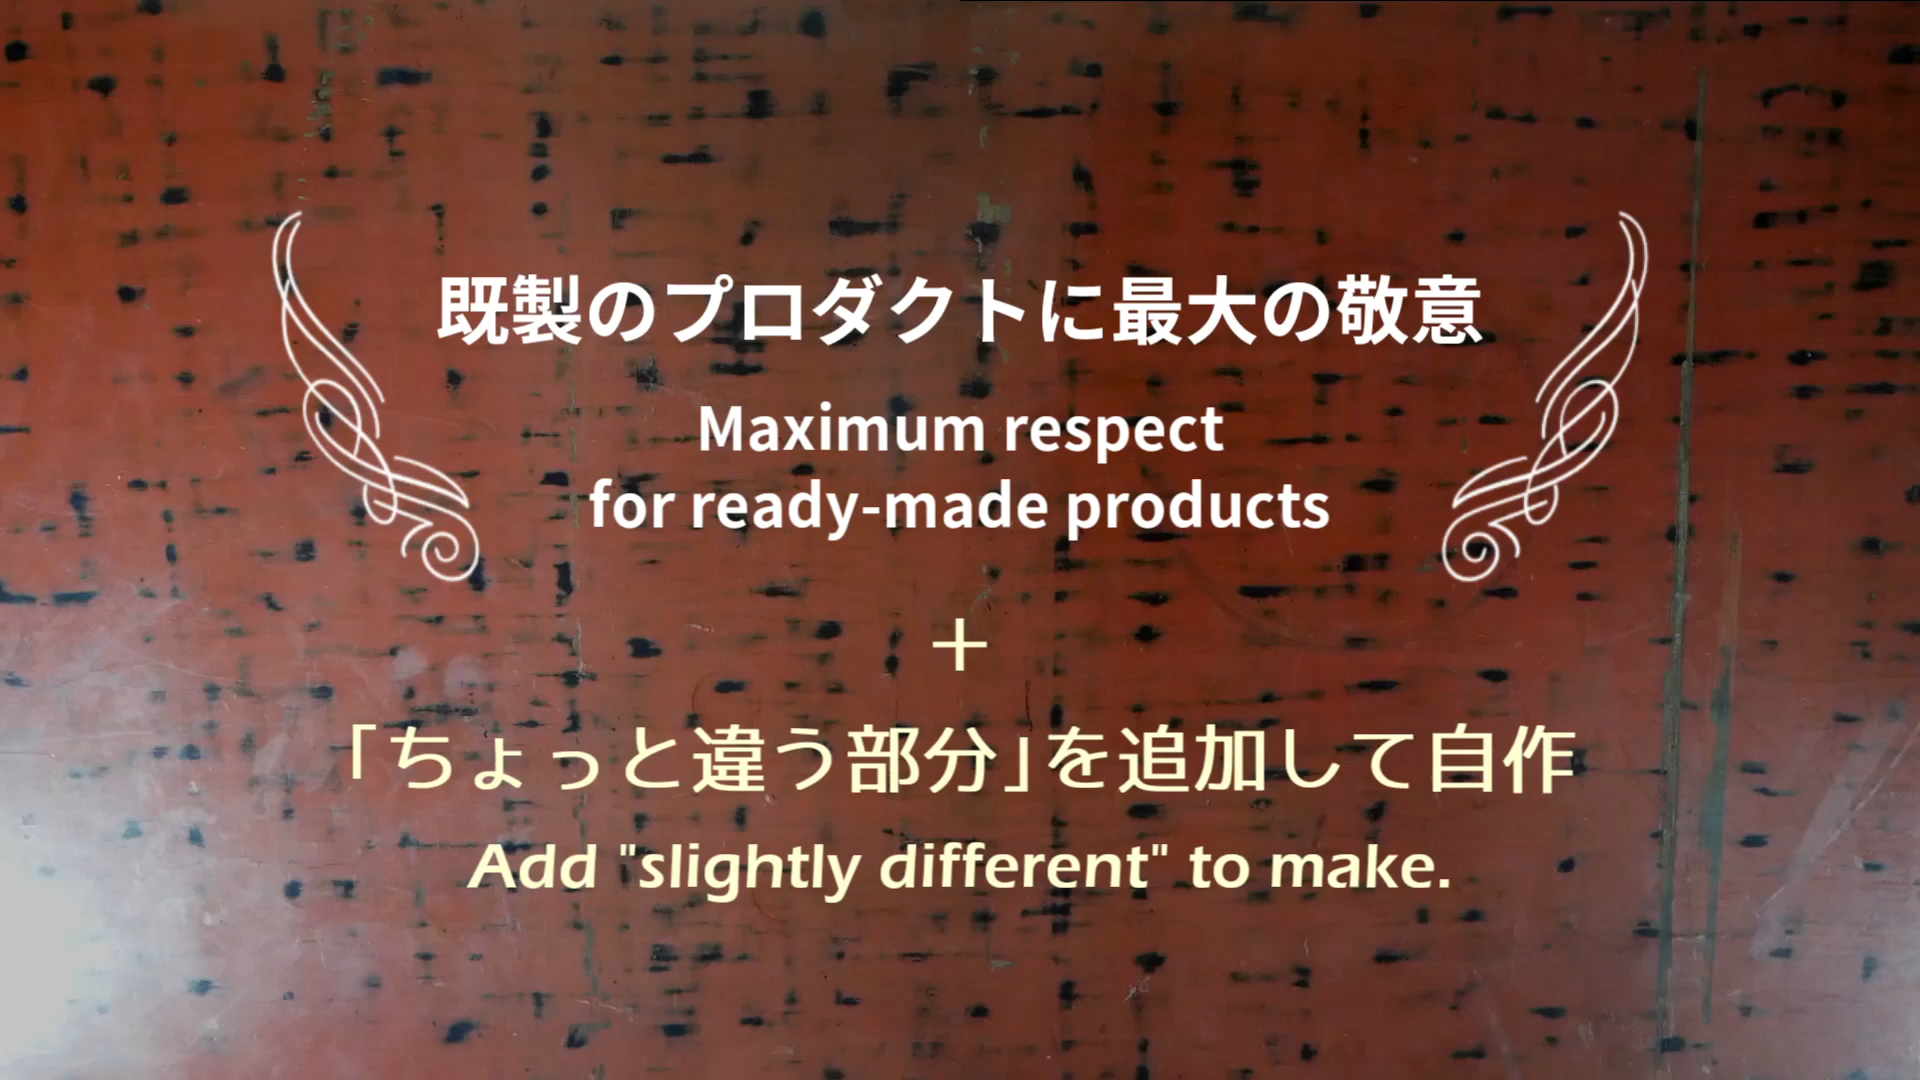 既製のプロダクトに最大の敬意
Maximum respect
for ready-made products
+
「ちょっと違う部分」を追加して自作
Add "slightly different" to make.